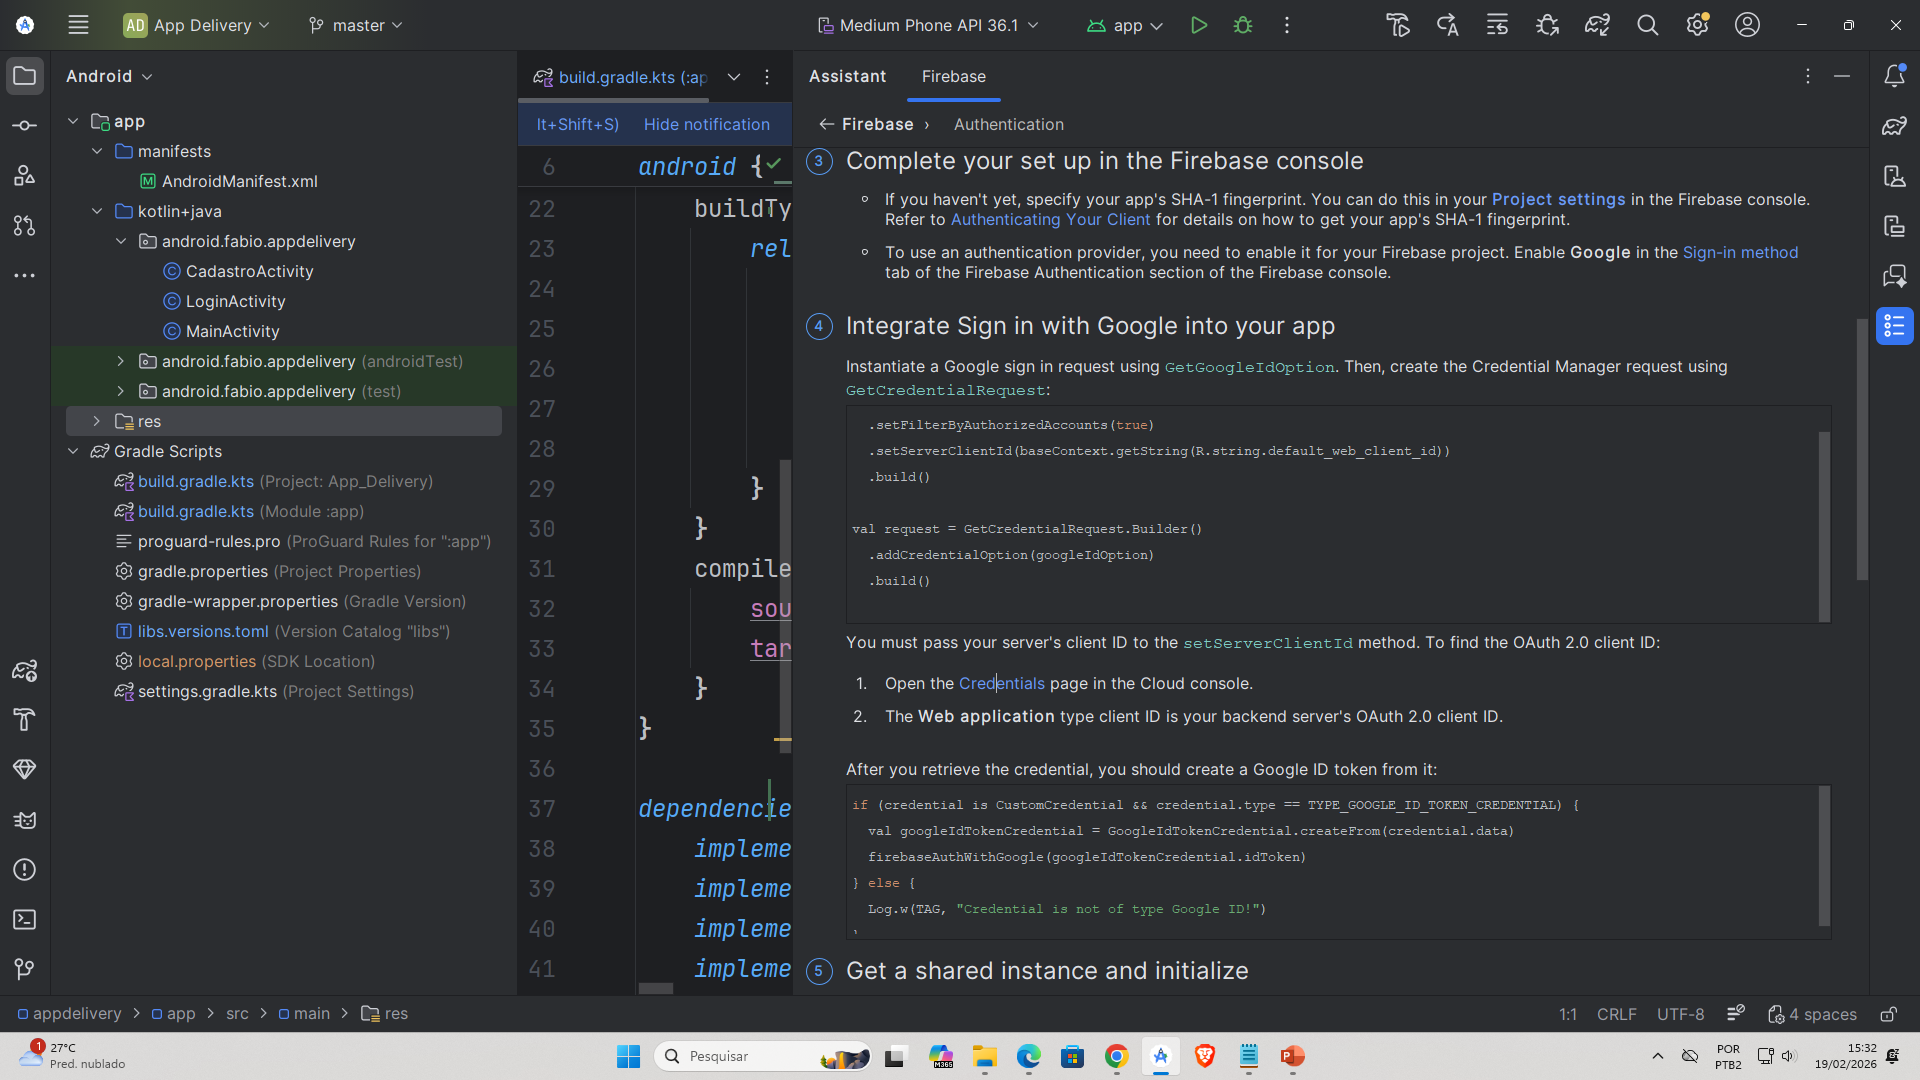 AD App Delivery
master
Medium Phone API 36.1
app
Android
app
manifests
AndroidManifest.xml
kotlin+java
android.fabio.appdelivery
CadastroActivity
LoginActivity
MainActivity
android.fabio.appdelivery (androidTest)
android.fabio.appdelivery (test)
res
Gradle Scripts
build.gradle.kts (Project: App_Delivery)
build.gradle.kts (Module :app)
proguard-rules.pro (ProGuard Rules for ":app")
gradle.properties (Project Properties)
gradle-wrapper.properties (Gradle Version)
libs.versions.toml (Version Catalog "libs")
local.properties (SDK Location)
settings.gradle.kts (Project Settings)
build.gradle.kts (:ap
lt+Shift+S) Hide notification
6 android {
22 buildTy
23 rel
24
25
26
27
28
29 }
30 }
31 compile
32 sou
33 tar
34 }
35 }
36
37 dependencie
38 impleme
39 impleme
40 impleme
41 impleme
Assistant Firebase
Firebase › Authentication
3 Complete your set up in the Firebase console
If you haven't yet, specify your app's SHA-1 fingerprint. You can do this in your Project settings in the Firebase console.
Refer to Authenticating Your Client for details on how to get your app's SHA-1 fingerprint.
To use an authentication provider, you need to enable it for your Firebase project. Enable Google in the Sign-in method
tab of the Firebase Authentication section of the Firebase console.
4 Integrate Sign in with Google into your app
Instantiate a Google sign in request using GetGoogleIdOption. Then, create the Credential Manager request using
GetCredentialRequest:
.setFilterByAuthorizedAccounts(true)
.setServerClientId(baseContext.getString(R.string.default_web_client_id))
.build()
val request = GetCredentialRequest.Builder()
.addCredentialOption(googleIdOption)
.build()
You must pass your server's client ID to the setServerClientId method. To find the OAuth 2.0 client ID:
1. Open the Credentials page in the Cloud console.
2. The Web application type client ID is your backend server's OAuth 2.0 client ID.
After you retrieve the credential, you should create a Google ID token from it:
if (credential is CustomCredential && credential.type == TYPE_GOOGLE_ID_TOKEN_CREDENTIAL) {
val googleIdTokenCredential = GoogleIdTokenCredential.createFrom(credential.data)
firebaseAuthWithGoogle(googleIdTokenCredential.idToken)
} else {
Log.w(TAG, "Credential is not of type Google ID!")
}
5 Get a shared instance and initialize
appdelivery > app > src > main > res
1:1 CRLF UTF-8 4 spaces
1
27°C
Pred. nublado
Pesquisar
M365
POR
PTB2
15:32
19/02/2026